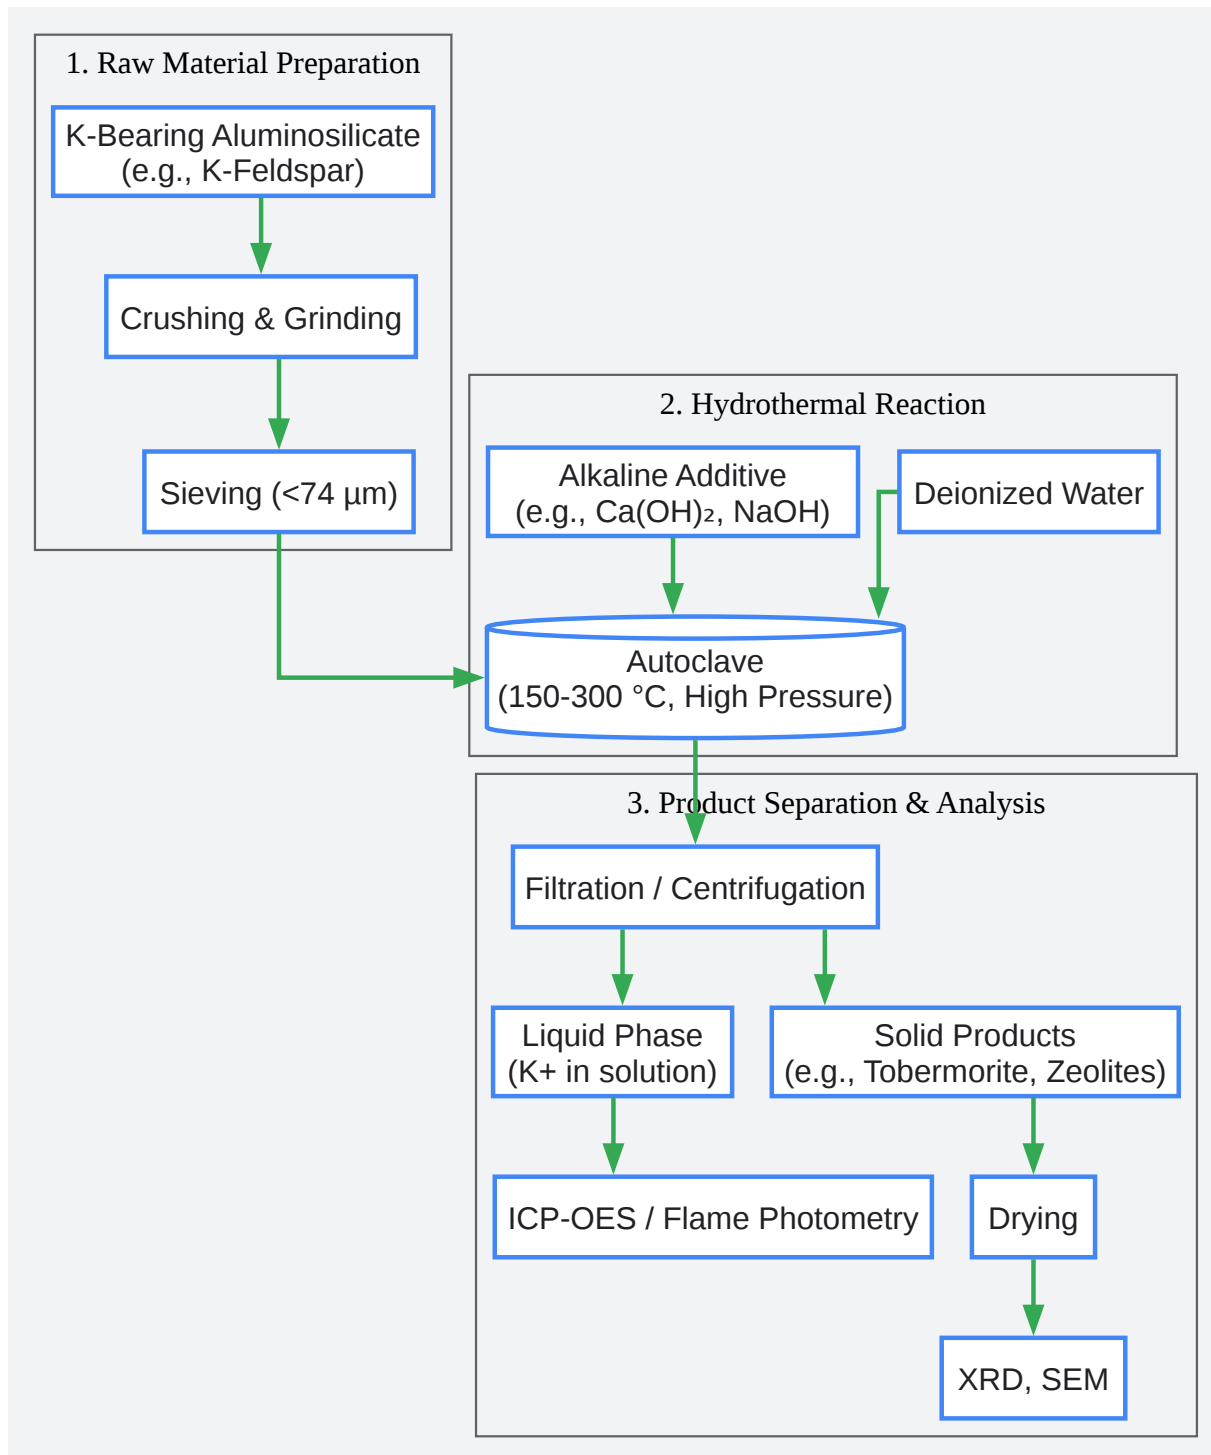 1. Raw Material Preparation
K-Bearing Aluminosilicate
(e.g., K-Feldspar)
Crushing & Grinding
Sieving (<74 µm)
2. Hydrothermal Reaction
Alkaline Additive
(e.g., Ca(OH)₂, NaOH)
Deionized Water
Autoclave
(150-300 °C, High Pressure)
3. Product Separation & Analysis
Filtration / Centrifugation
Liquid Phase
(K+ in solution)
Solid Products
(e.g., Tobermorite, Zeolites)
ICP-OES / Flame Photometry
Drying
XRD, SEM